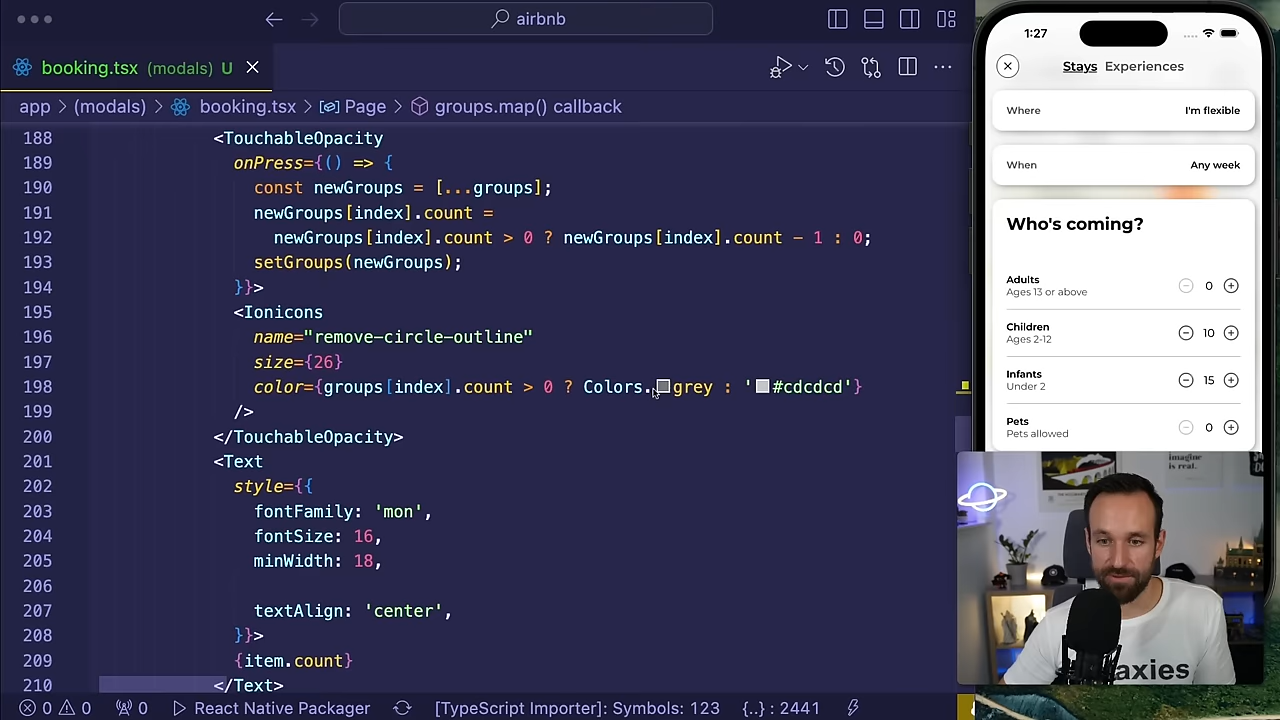 airbnb
booking.tsx (modals) U
app > (modals) > booking.tsx > Page > groups.map() callback
188 <TouchableOpacity
189 onPress={() => {
190 const newGroups = [...groups];
191 newGroups[index].count =
192 newGroups[index].count > 0 ? newGroups[index].count - 1 : 0;
193 setGroups(newGroups);
194 }}>
195 <Ionicons
196 name="remove-circle-outline"
197 size={26}
198 color={groups[index].count > 0 ? Colors.grey : '#cdcdcd'}
199 />
200 </TouchableOpacity>
201 <Text
202 style={{
203 fontFamily: 'mon',
204 fontSize: 16,
205 minWidth: 18,
206
207 textAlign: 'center',
208 }}>
209 {item.count}
210 </Text>
0 0 0 React Native Packager [TypeScript Importer]: Symbols: 123 {..} : 2441
1:27
Stays Experiences
Where I'm flexible
When Any week
Who's coming?
Adults
Ages 13 or above
0
Children
Ages 2-12
10
Infants
Under 2
15
Pets
Pets allowed
0
imagine
is real.
axies